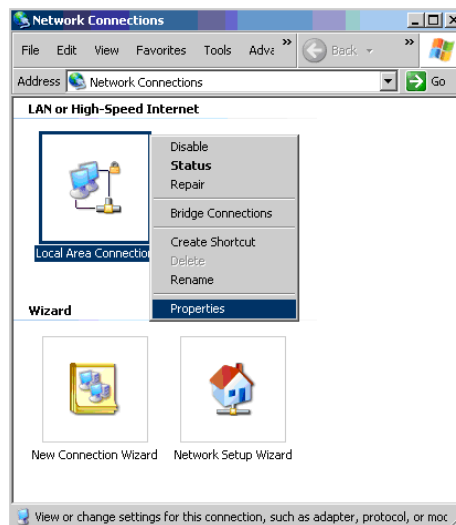 Network Connections
File Edit View Favorites Tools Adva » Back »
Address Network Connections Go
LAN or High-Speed Internet
Local Area Connection
Disable
Status
Repair
Bridge Connections
Create Shortcut
Delete
Rename
Properties
Wizard
New Connection Wizard Network Setup Wizard
View or change settings for this connection, such as adapter, protocol, or moc